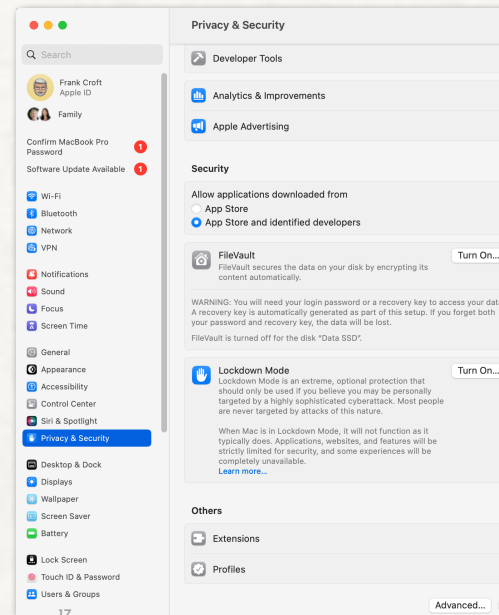 Privacy & Security
Search
Frank Croft
Apple ID
Family
Confirm MacBook Pro
Password
1
Software Update Available
1
Wi-Fi
Bluetooth
Network
VPN
Notifications
Sound
Focus
Screen Time
General
Appearance
Accessibility
Control Center
Siri & Spotlight
Privacy & Security
Desktop & Dock
Displays
Wallpaper
Screen Saver
Battery
Lock Screen
Touch ID & Password
Users & Groups
17
Developer Tools
Analytics & Improvements
Apple Advertising
Security
Allow applications downloaded from
App Store
App Store and identified developers
FileVault
Turn On...
FileVault secures the data on your disk by encrypting its
content automatically.
WARNING: You will need your login password or a recovery key to access your dat
A recovery key is automatically generated as part of this setup. If you forget both
your password and recovery key, the data will be lost.
FileVault is turned off for the disk “Data SSD”.
Lockdown Mode
Turn On...
Lockdown Mode is an extreme, optional protection that
should only be used if you believe you may be personally
targeted by a highly sophisticated cyberattack. Most people
are never targeted by attacks of this nature.
When Mac is in Lockdown Mode, it will not function as it
typically does. Applications, websites, and features will be
strictly limited for security, and some experiences will be
completely unavailable.
Learn more...
Others
Extensions
Profiles
Advanced...